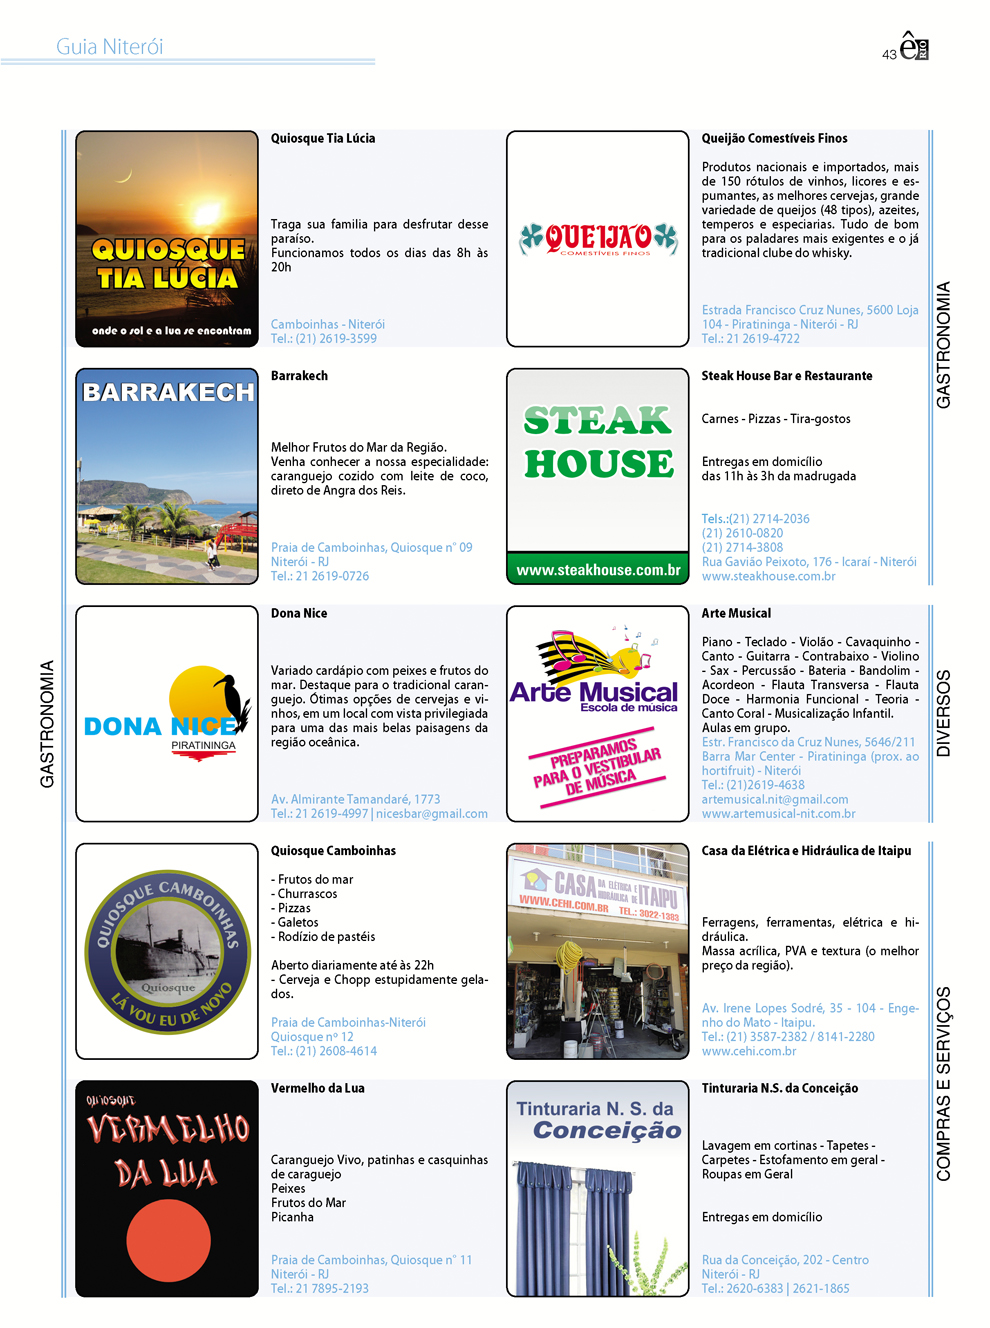 Guia Niterói
43 ê RIO
GASTRONOMIA
QUIOSQUE
TIA LÚCIA
onde o sol e a lua se encontram
Quiosque Tia Lúcia
Traga sua familia para desfrutar desse
paraíso.
Funcionamos todos os dias das 8h às
20h
Camboinhas - Niterói
Tel.: (21) 2619-3599
BARRAKECH
Barrakech
Melhor Frutos do Mar da Região.
Venha conhecer a nossa especialidade:
caranguejo cozido com leite de coco,
direto de Angra dos Reis.
Praia de Camboinhas, Quiosque n° 09
Niterói - RJ
Tel.: 21 2619-0726
DONA NICE
PIRATININGA
Dona Nice
Variado cardápio com peixes e frutos do
mar. Destaque para o tradicional caran-
guejo. Ótimas opções de cervejas e vi-
nhos, em um local com vista privilegiada
para uma das mais belas paisagens da
região oceânica.
Av. Almirante Tamandaré, 1773
Tel.: 21 2619-4997 | nicesbar@gmail.com
QUIOSQUE CAMBOINHAS
Quiosque
LÁ VOU EU DE NOVO
Quiosque Camboinhas
- Frutos do mar
- Churrascos
- Pizzas
- Galetos
- Rodízio de pastéis
Aberto diariamente até às 22h
- Cerveja e Chopp estupidamente gela-
dos.
Praia de Camboinhas-Niterói
Quiosque nº 12
Tel.: (21) 2608-4614
QUIOSQUE
VERMELHO
DA LUA
Vermelho da Lua
Caranguejo Vivo, patinhas e casquinhas
de caraguejo
Peixes
Frutos do Mar
Picanha
Praia de Camboinhas, Quiosque n° 11
Niterói - RJ
Tel.: 21 7895-2193
GASTRONOMIA
QUEIJÃO
COMESTÍVEIS FINOS
Queijão Comestíveis Finos
Produtos nacionais e importados, mais
de 150 rótulos de vinhos, licores e es-
pumantes, as melhores cervejas, grande
variedade de queijos (48 tipos), azeites,
temperos e especiarias. Tudo de bom
para os paladares mais exigentes e o já
tradicional clube do whisky.
Estrada Francisco Cruz Nunes, 5600 Loja
104 - Piratininga - Niterói - RJ
Tel.: 21 2619-4722
STEAK
HOUSE
www.steakhouse.com.br
Steak House Bar e Restaurante
Carnes - Pizzas - Tira-gostos
Entregas em domicílio
das 11h às 3h da madrugada
Tels.:(21) 2714-2036
(21) 2610-0820
(21) 2714-3808
Rua Gavião Peixoto, 176 - Icaraí - Niterói
www.steakhouse.com.br
DIVERSOS
Arte Musical
Escola de música
PREPARAMOS
PARA O VESTIBULAR
DE MÚSICA
Arte Musical
Piano - Teclado - Violão - Cavaquinho -
Canto - Guitarra - Contrabaixo - Violino
- Sax - Percussão - Bateria - Bandolim -
Acordeon - Flauta Transversa - Flauta
Doce - Harmonia Funcional - Teoria -
Canto Coral - Musicalização Infantil.
Aulas em grupo.
Estr. Francisco da Cruz Nunes, 5646/211
Barra Mar Center - Piratininga (prox. ao
hortifruit) - Niterói
Tel.: (21)2619-4638
artemusical.nit@gmail.com
www.artemusical-nit.com.br
COMPRAS E SERVIÇOS
CASA DA ELÉTRICA E HIDRÁULICA DE ITAIPU
WWW.CEHI.COM.BR TEL.: 3022-1383
Casa da Elétrica e Hidráulica de Itaipu
Ferragens, ferramentas, elétrica e hi-
dráulica.
Massa acrílica, PVA e textura (o melhor
preço da região).
Av. Irene Lopes Sodré, 35 - 104 - Enge-
nho do Mato - Itaipu.
Tel.: (21) 3587-2382 / 8141-2280
www.cehi.com.br
Tinturaria N. S. da
Conceição
Tinturaria N.S. da Conceição
Lavagem em cortinas - Tapetes -
Carpetes - Estofamento em geral -
Roupas em Geral
Entregas em domicílio
Rua da Conceição, 202 - Centro
Niterói - RJ
Tel.: 2620-6383 | 2621-1865